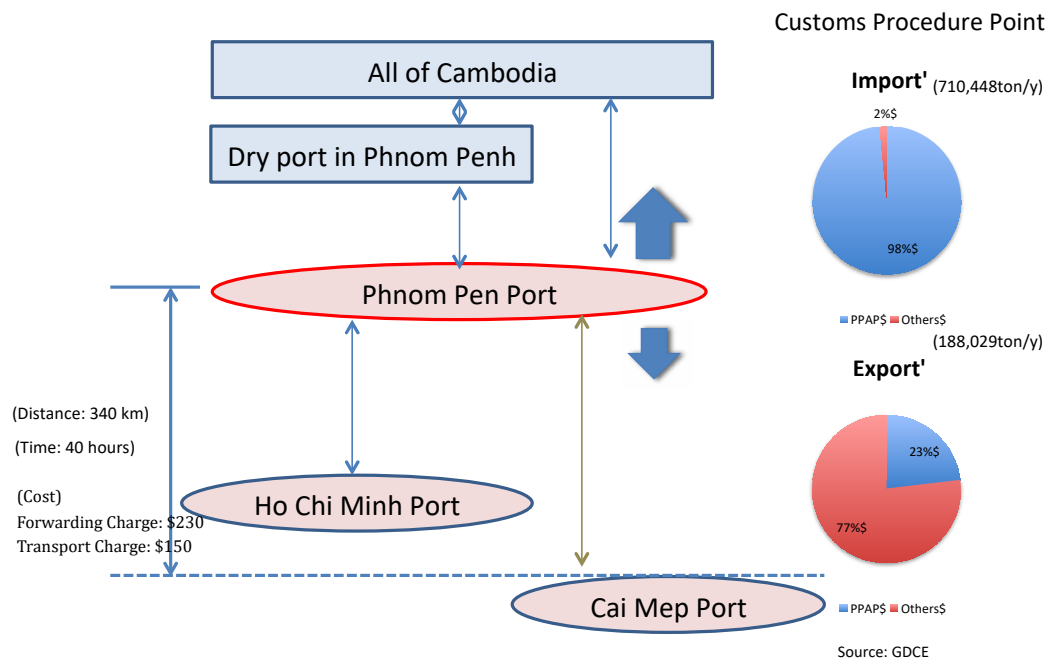 Customs Procedure Point
All of Cambodia
Dry port in Phnom Penh
Phnom Pen Port
(Distance: 340 km)
(Time: 40 hours)
(Cost)
Forwarding Charge: $230
Transport Charge: $150
Ho Chi Minh Port
Cai Mep Port
Import' (710,448ton/y)
2%$
98%$
PPAP$ Others$
(188,029ton/y)
Export'
23%$
77%$
PPAP$ Others$
Source: GDCE